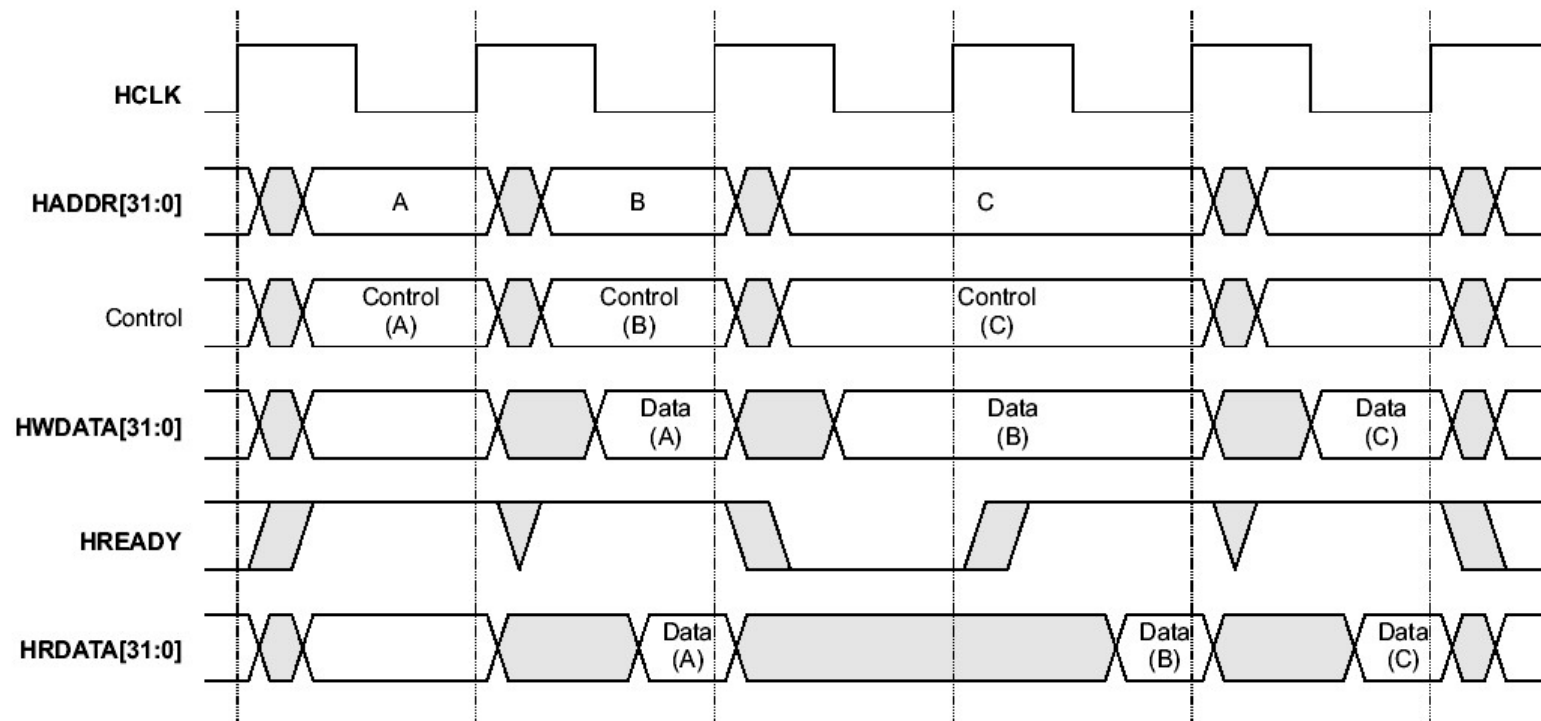 HCLK
HADDR[31:0]
A
B
C
Control
Control
(A)
Control
(B)
Control
(C)
HWDATA[31:0]
Data
(A)
Data
(B)
Data
(C)
HREADY
HRDATA[31:0]
Data
(A)
Data
(B)
Data
(C)